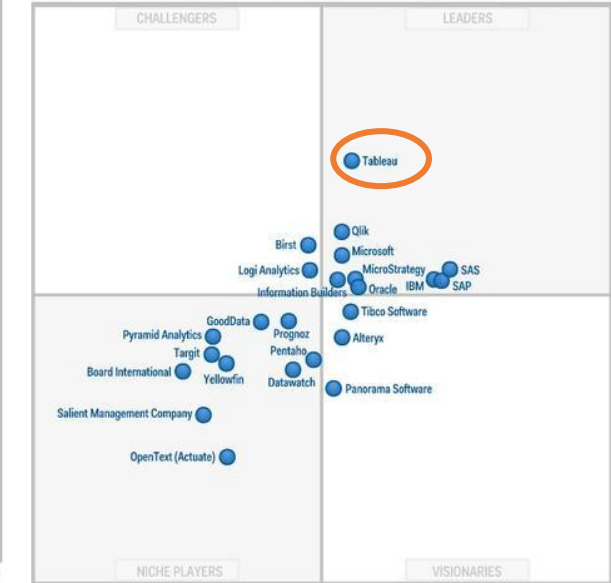 CHALLENGERS
LEADERS
Tableau
Qlik
Birst
Microsoft
Logi Analytics
MicroStrategy
SAS
Information Builders
Oracle
IBM
SAP
Tibco Software
GoodData
Prognoz
Pyramid Analytics
Alteryx
Targit
Pentaho
Board International
Yellowfin
Datawatch
Panorama Software
Salient Management Company
OpenText (Actuate)
NICHE PLAYERS
VISIONARIES